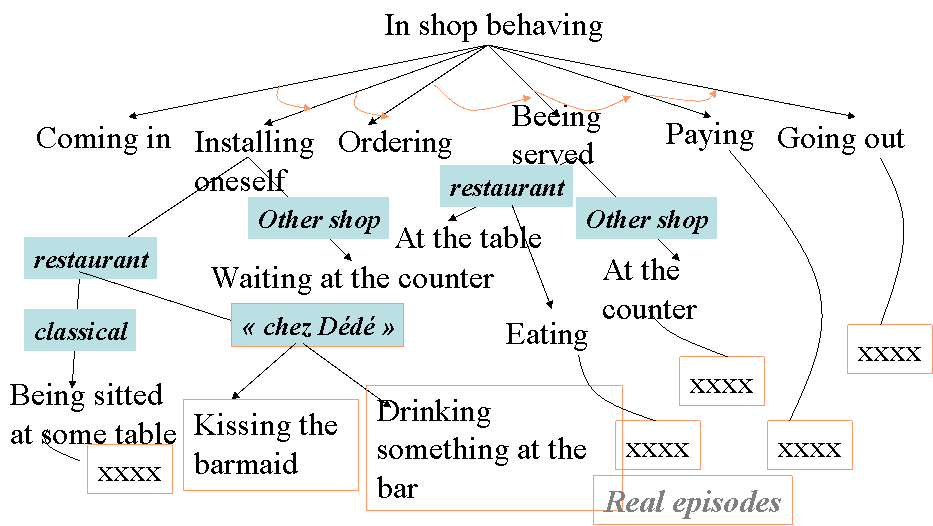 In shop behaving
Coming in
Installing
oneself
Ordering
Beeing
served
Paying
Going out
restaurant
Other shop
restaurant
Other shop
At the table
Waiting at the counter
At the
counter
classical
« chez Dédé »
Eating
xxxx
xxxx
Being sitted
at some table
xxxx
Kissing the
barmaid
Drinking
something at the
bar
xxxx
xxxx
Real episodes